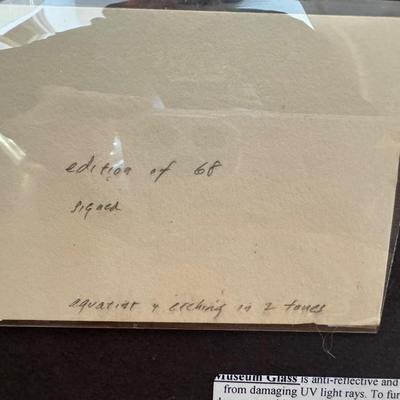 edition of 68
signed
aquatint & etching in 2 tones
Museum Glass is anti-reflective and
from damaging UV light rays. To fur